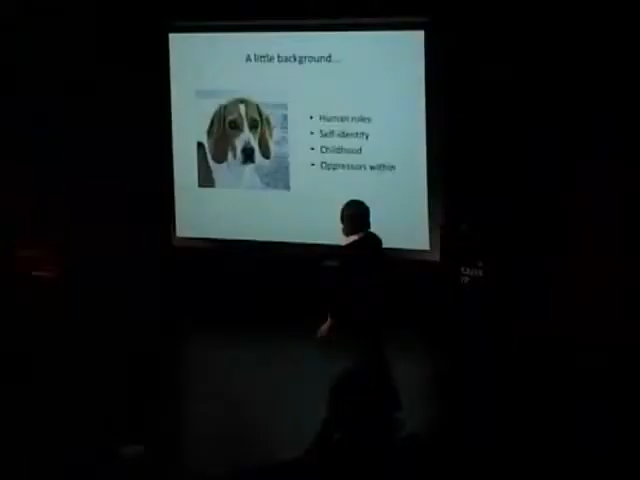 A little background...
• Human roles
• Self-identity
• Childhood
• Oppressors within